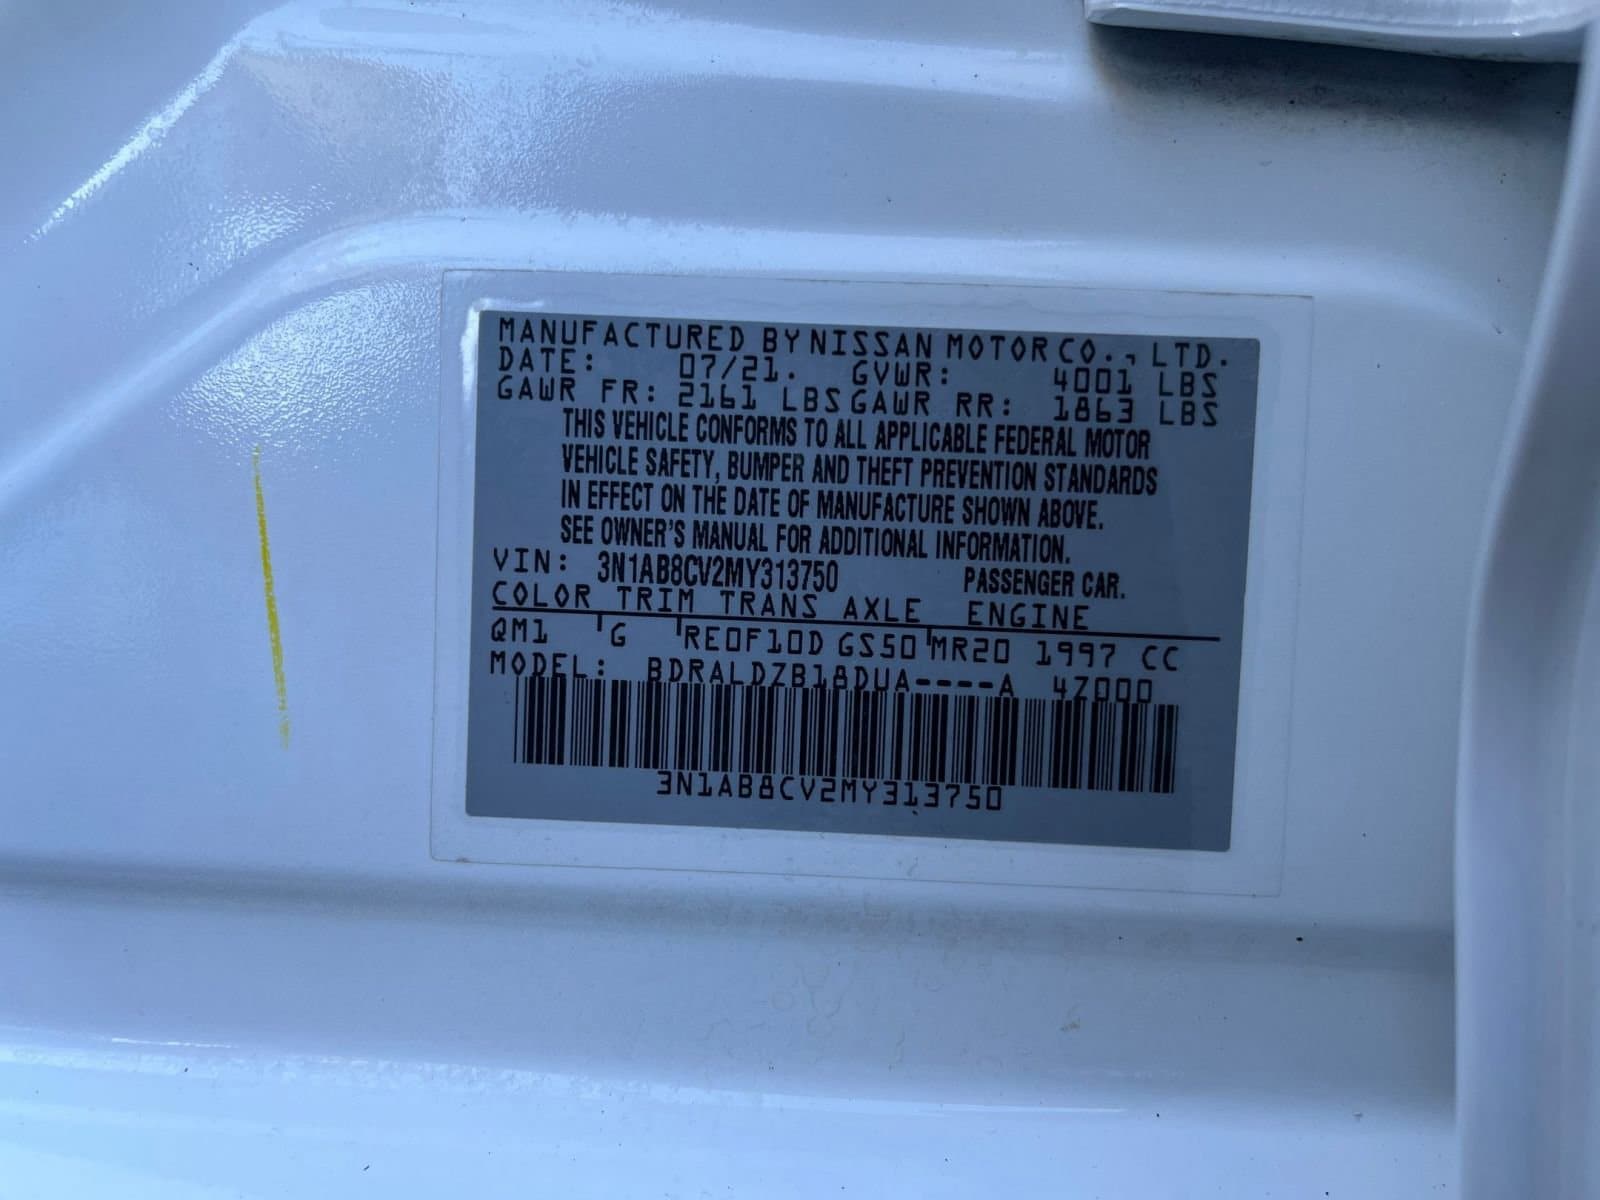 MANUFACTURED BY NISSAN MOTOR CO., LTD.
DATE: 07/21. GVWR: 4001 LBS
GAWR FR: 2161 LBS GAWR RR: 1863 LBS
THIS VEHICLE CONFORMS TO ALL APPLICABLE FEDERAL MOTOR
VEHICLE SAFETY, BUMPER AND THEFT PREVENTION STANDARDS
IN EFFECT ON THE DATE OF MANUFACTURE SHOWN ABOVE.
SEE OWNER'S MANUAL FOR ADDITIONAL INFORMATION.
VIN: 3N1AB8CV2MY313750 PASSENGER CAR.
COLOR TRIM TRANS AXLE ENGINE
QM1 G RE0F10D GS50 MR20 1997 CC
MODEL: BDRALDZB18DUA----A 4Z000
3N1AB8CV2MY313750